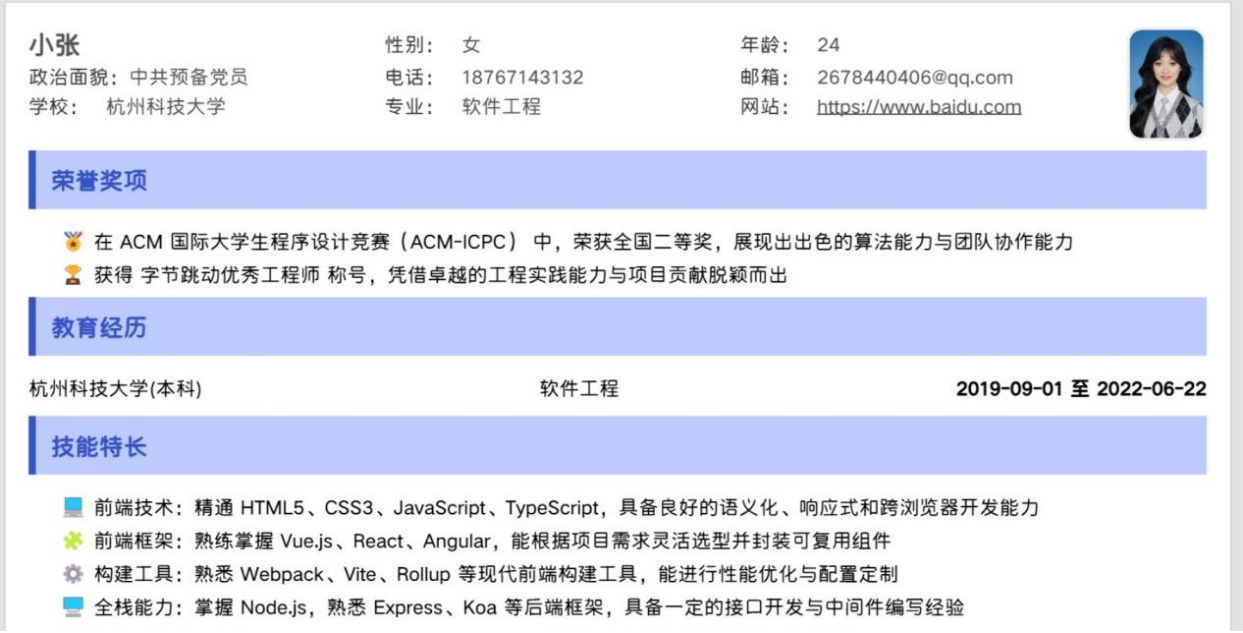 小张 性别： 女 年龄： 24
政治面貌：中共预备党员 电话： 18767143132 邮箱： 2678440406@qq.com
学校： 杭州科技大学 专业： 软件工程 网站： https://www.baidu.com
荣誉奖项
🏅 在 ACM 国际大学生程序设计竞赛（ACM-ICPC） 中，荣获全国二等奖，展现出出色的算法能力与团队协作能力
🏆 获得 字节跳动优秀工程师 称号，凭借卓越的工程实践能力与项目贡献脱颖而出
教育经历
杭州科技大学(本科) 软件工程 2019-09-01 至 2022-06-22
技能特长
💻 前端技术：精通 HTML5、CSS3、JavaScript、TypeScript，具备良好的语义化、响应式和跨浏览器开发能力
🧩 前端框架：熟练掌握 Vue.js、React、Angular，能根据项目需求灵活选型并封装可复用组件
⚙️ 构建工具：熟悉 Webpack、Vite、Rollup 等现代前端构建工具，能进行性能优化与配置定制
🖥️ 全栈能力：掌握 Node.js，熟悉 Express、Koa 等后端框架，具备一定的接口开发与中间件编写经验